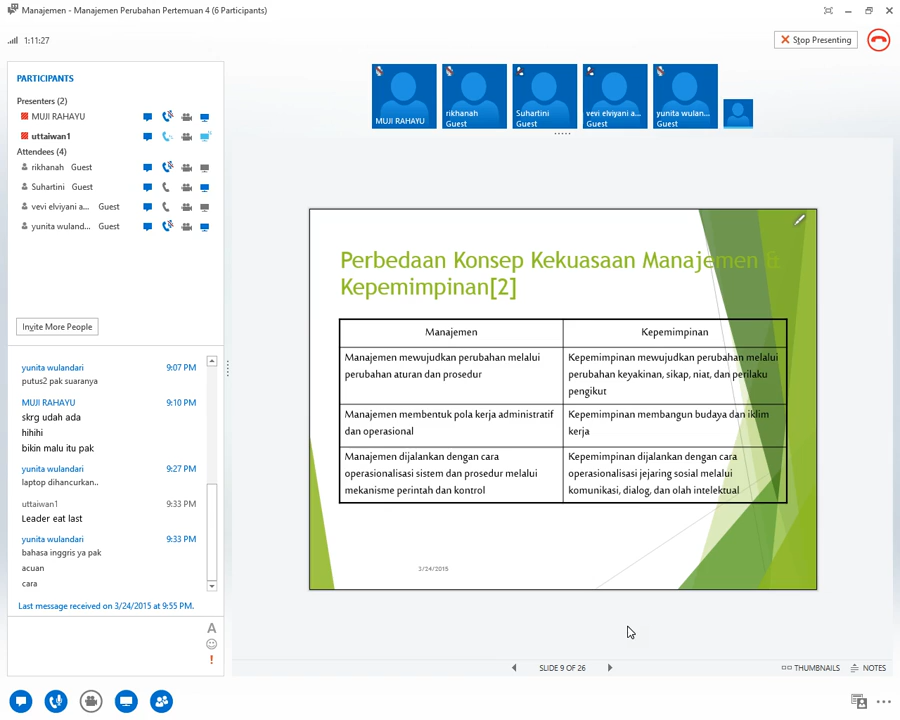 Manajemen - Manajemen Perubahan Pertemuan 4 (6 Participants)
1:11:27
Stop Presenting
PARTICIPANTS
Presenters (2)
MUJI RAHAYU
uttaiwan1
Attendees (4)
rikhanah Guest
Suhartini Guest
vevi elviyani a... Guest
yunita wuland... Guest
Invite More People
yunita wulandari 9:07 PM
putus2 pak suaranya
MUJI RAHAYU 9:10 PM
skrg udah ada
hihihi
bikin malu itu pak
yunita wulandari 9:27 PM
laptop dihancurkan..
uttaiwan1 9:33 PM
Leader eat last
yunita wulandari 9:33 PM
bahasa inggris ya pak
acuan
cara
Last message received on 3/24/2015 at 9:55 PM.
A
!
MUJI RAHAYU
rikhanah
Guest
Suhartini
Guest
vevi elviyani a...
Guest
yunita wulan...
Guest
Perbedaan Konsep Kekuasaan Manajemen &
Kepemimpinan[2]
Manajemen
Kepemimpinan
Manajemen mewujudkan perubahan melalui
perubahan aturan dan prosedur
Kepemimpinan mewujudkan perubahan melalui
perubahan keyakinan, sikap, niat, dan perilaku
pengikut
Manajemen membentuk pola kerja administratif
dan operasional
Kepemimpinan membangun budaya dan iklim
kerja
Manajemen dijalankan dengan cara
operasionalisasi sistem dan prosedur melalui
mekanisme perintah dan kontrol
Kepemimpinan dijalankan dengan cara
operasionalisasi jejaring sosial melalui
komunikasi, dialog, dan olah intelektual
3/24/2015
SLIDE 9 OF 26
THUMBNAILS
NOTES